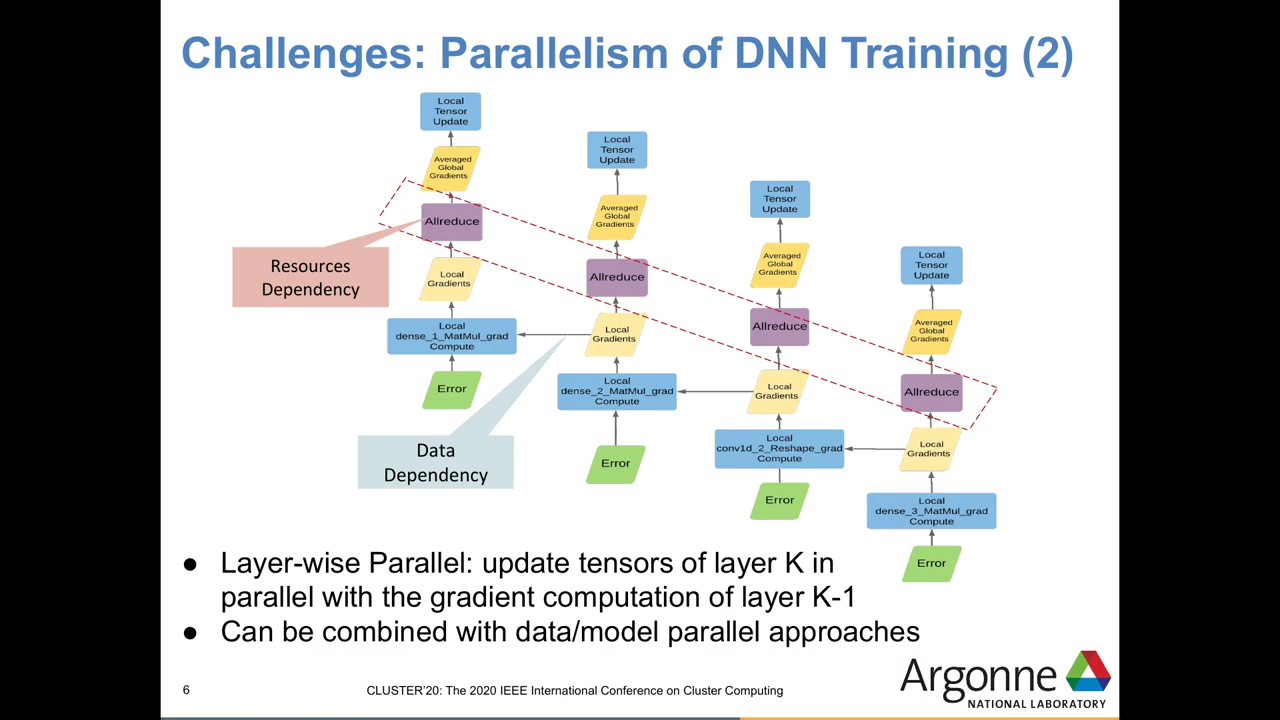 Challenges: Parallelism of DNN Training (2)
Local
Tensor
Update
Averaged
Global
Gradients
Allreduce
Local
Gradients
Local
dense_1_MatMul_grad
Compute
Error
Resources
Dependency
Local
Tensor
Update
Averaged
Global
Gradients
Allreduce
Local
Gradients
Local
dense_2_MatMul_grad
Compute
Error
Data
Dependency
Local
Tensor
Update
Averaged
Global
Gradients
Allreduce
Local
Gradients
Local
conv1d_2_Reshape_grad
Compute
Error
Local
Tensor
Update
Averaged
Global
Gradients
Allreduce
Local
Gradients
Local
dense_3_MatMul_grad
Compute
Error
● Layer-wise Parallel: update tensors of layer K in
parallel with the gradient computation of layer K-1
● Can be combined with data/model parallel approaches
6
CLUSTER'20: The 2020 IEEE International Conference on Cluster Computing
Argonne
NATIONAL LABORATORY